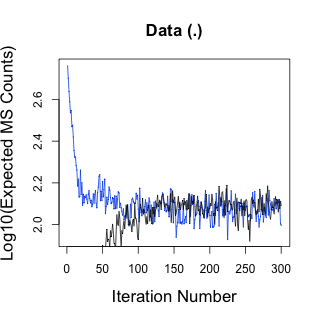 Data (.)
Log10(Expected MS Counts)
2.6
2.4
2.2
2.0
0 50 100 150 200 250 300
Iteration Number